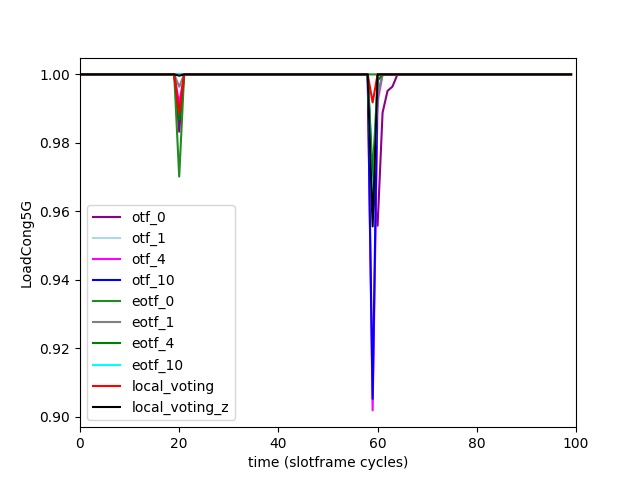 1.00
0.98
0.96
0.94
0.92
0.90
LoadCong5G
otf_0
otf_1
otf_4
otf_10
eotf_0
eotf_1
eotf_4
eotf_10
local_voting
local_voting_z
0 20 40 60 80 100
time (slotframe cycles)